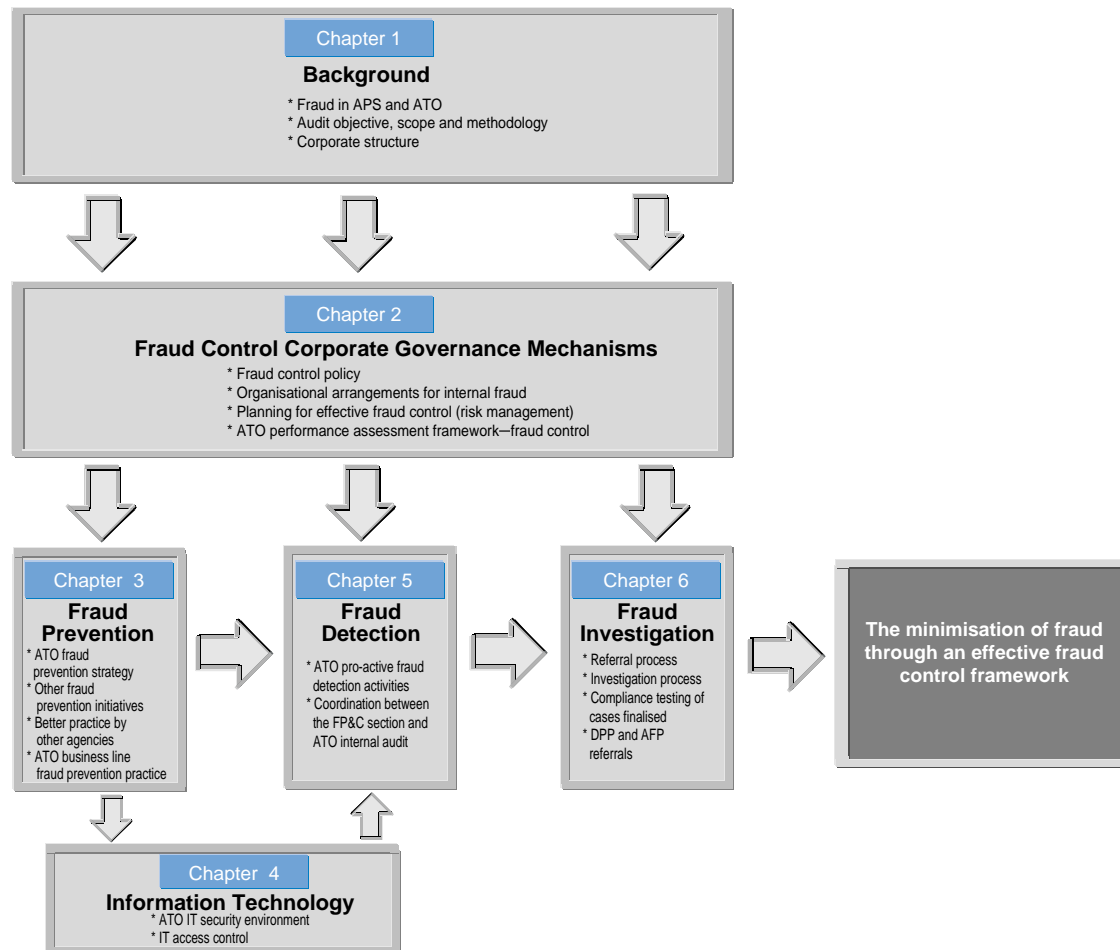 Chapter 1
Background
* Fraud in APS and ATO
* Audit objective, scope and methodology
* Corporate structure
Chapter 2
Fraud Control Corporate Governance Mechanisms
* Fraud control policy
* Organisational arrangements for internal fraud
* Planning for effective fraud control (risk management)
* ATO performance assessment framework—fraud control
Chapter 3
Fraud
Prevention
* ATO fraud
prevention strategy
* Other fraud
prevention initiatives
* Better practice by
other agencies
* ATO business line
fraud prevention practice
Chapter 5
Fraud
Detection
* ATO pro-active fraud
detection activities
* Coordination between
the FP&C section and
ATO internal audit
Chapter 6
Fraud
Investigation
* Referral process
* Investigation process
* Compliance testing of
cases finalised
* DPP and AFP
referrals
The minimisation of fraud
through an effective fraud
control framework
Chapter 4
Information Technology
* ATO IT security environment
* IT access control